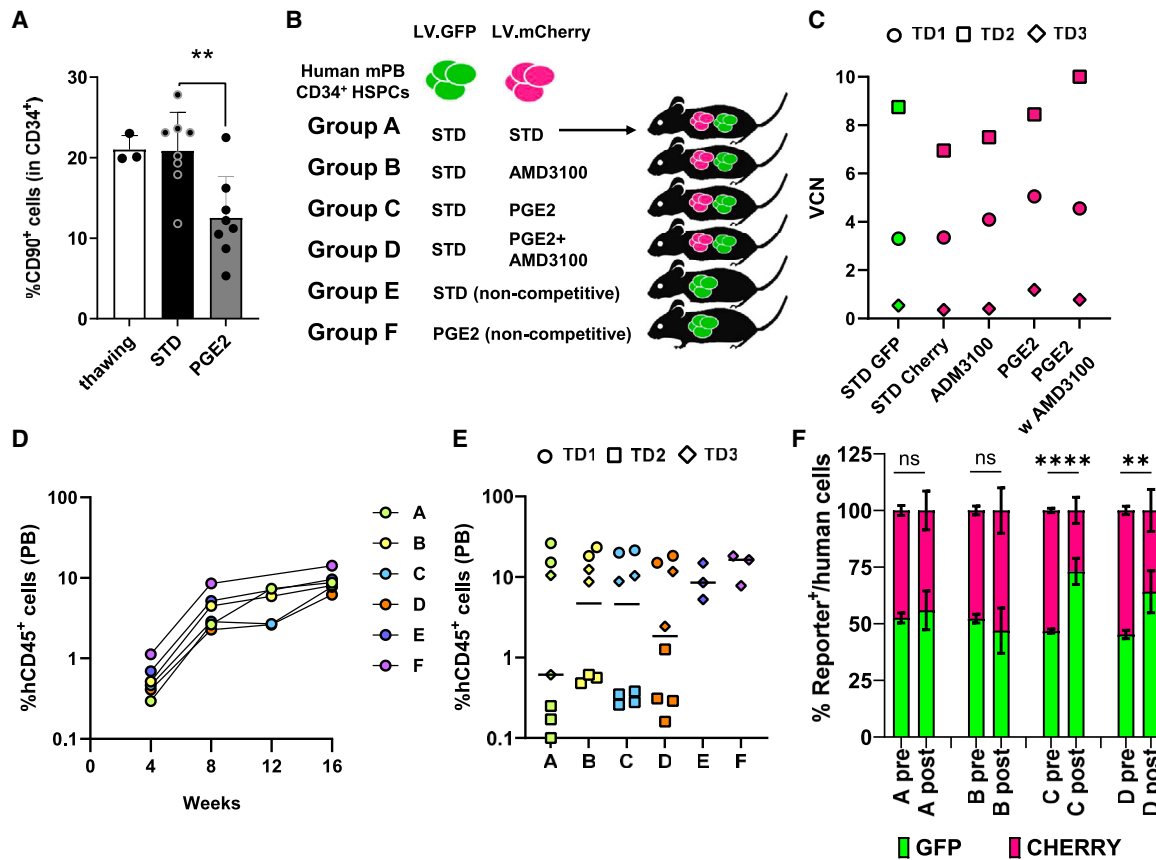 A
%CD90+ cells (in CD34+)
30
20
10
0
**
thawing
STD
PGE2
B
LV.GFP LV.mCherry
Human mPB
CD34+ HSPCs
Group A STD STD
Group B STD AMD3100
Group C STD PGE2
Group D STD PGE2+
AMD3100
Group E STD (non-competitive)
Group F PGE2 (non-competitive)
C
TD1 TD2 TD3
VCN
10
8
6
4
2
0
STD GFP
STD Cherry
ADM3100
PGE2
PGE2
w AMD3100
D
%hCD45+ cells (PB)
100
10
1
0.1
0 4 8 12 16
Weeks
A
B
C
D
E
F
E
TD1 TD2 TD3
%hCD45+ cells (PB)
100
10
1
0.1
A B C D E F
F
% Reporter+/human cells
125
100
75
50
25
0
ns ns **** **
A pre
A post
B pre
B post
C pre
C post
D pre
D post
GFP CHERRY